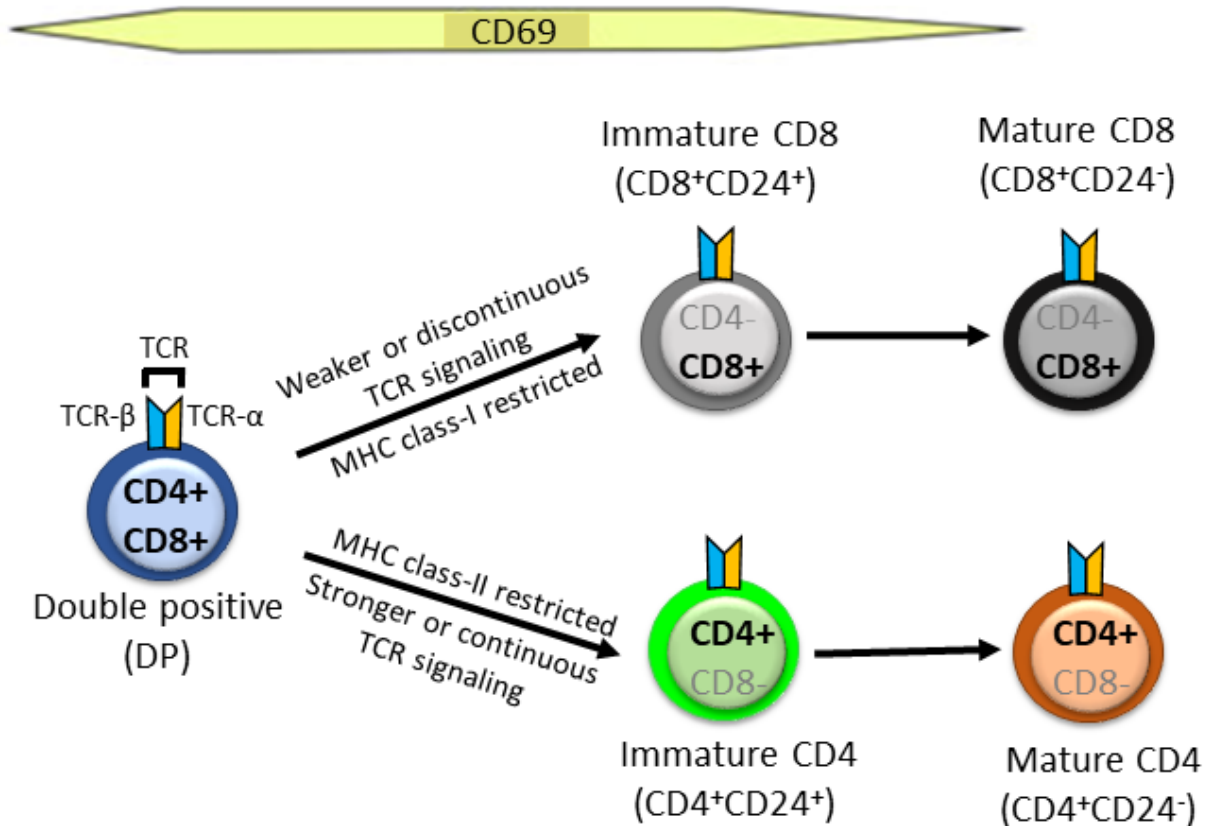 CD69
Immature CD8
(CD8⁺CD24⁺)
Mature CD8
(CD8⁺CD24⁻)
Weaker or discontinuous
TCR signaling
MHC class-I restricted
CD4-
CD8+
CD4-
CD8+
TCR
TCR-β
TCR-α
CD4+
CD8+
Double positive
(DP)
MHC class-II restricted
Stronger or continuous
TCR signaling
CD4+
CD8-
CD4+
CD8-
Immature CD4
(CD4⁺CD24⁺)
Mature CD4
(CD4⁺CD24⁻)